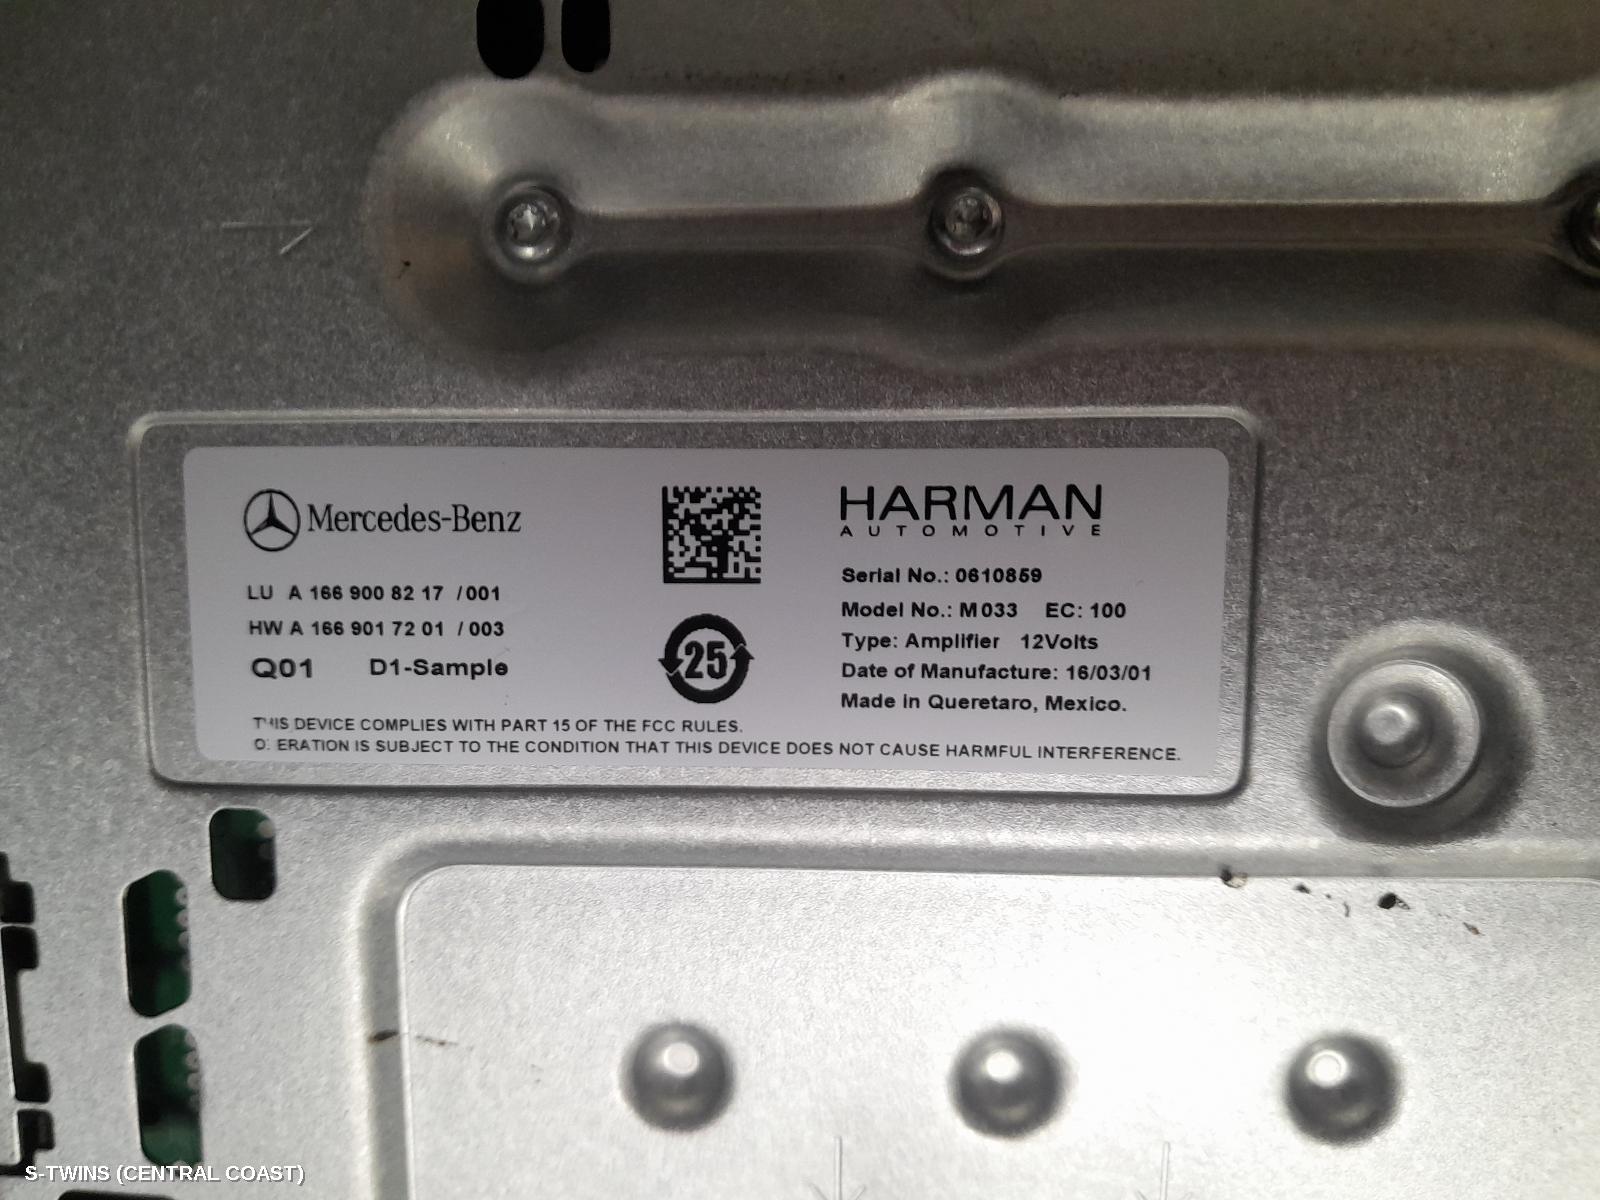 Mercedes-Benz
LU A 166 900 82 17 /001
HW A 166 901 72 01 /003
Q01 D1-Sample
25
HARMAN
AUTOMOTIVE
Serial No.: 0610859
Model No.: M033 EC: 100
Type: Amplifier 12Volts
Date of Manufacture: 16/03/01
Made in Queretaro, Mexico.
THIS DEVICE COMPLIES WITH PART 15 OF THE FCC RULES.
OPERATION IS SUBJECT TO THE CONDITION THAT THIS DEVICE DOES NOT CAUSE HARMFUL INTERFERENCE.
S-TWINS (CENTRAL COAST)